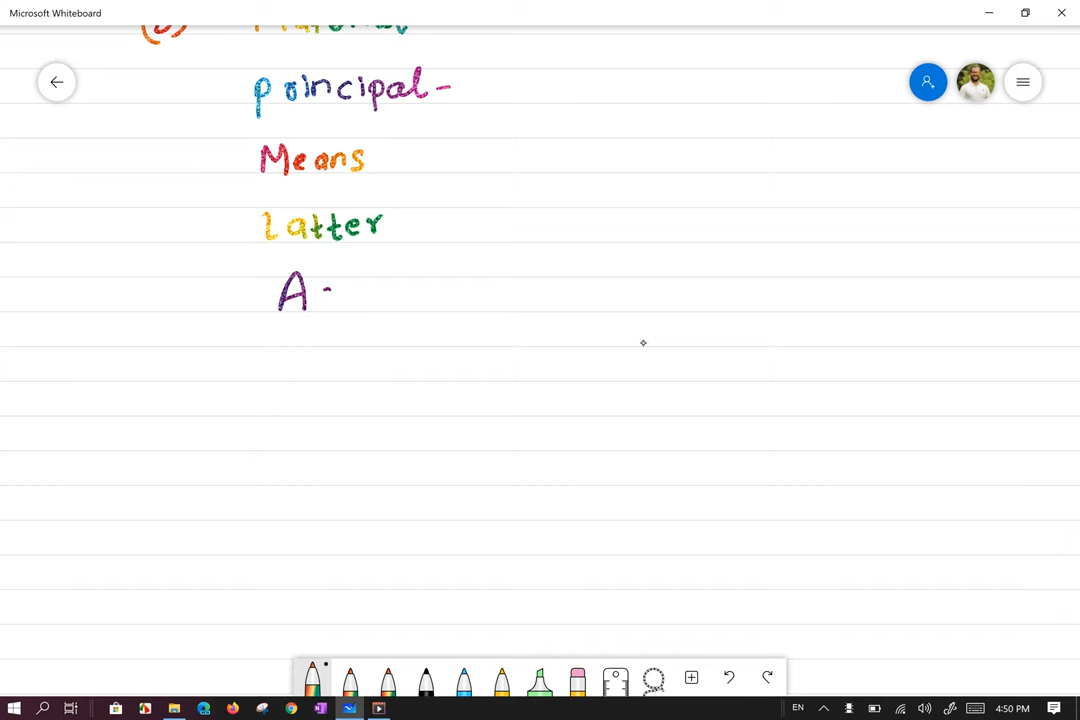 Microsoft Whiteboard
principal-
Means
Latter
A -
EN 4:50 PM